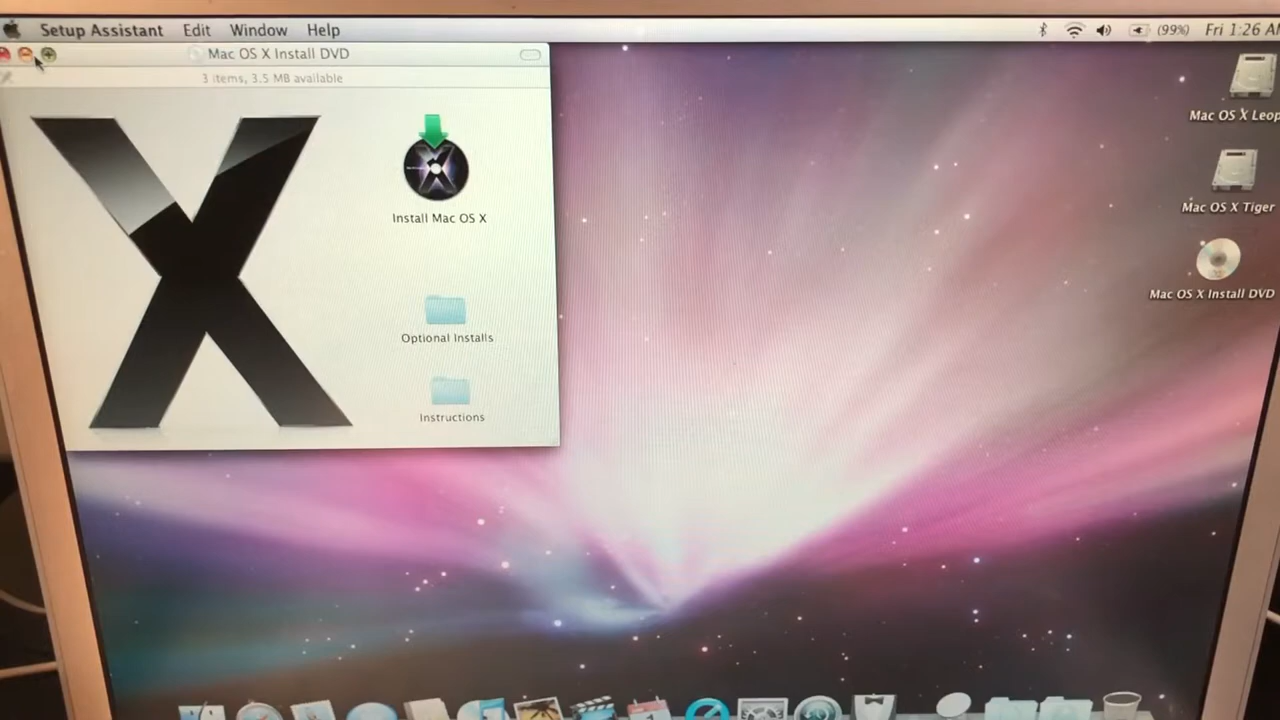 Setup Assistant Edit Window Help (99%) Fri 1:26 AM
Mac OS X Install DVD
3 items, 3.5 MB available
Install Mac OS X
Optional Installs
Instructions
Mac OS X Leop
Mac OS X Tiger
Mac OS X Install DVD